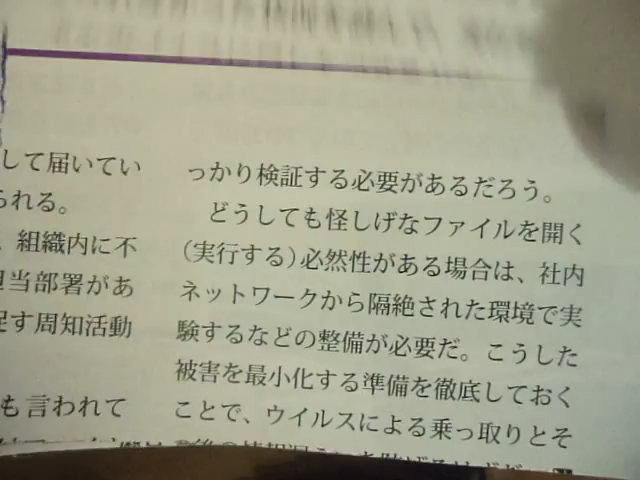 して届いてい
られる。
、組織内に不
担当部署があ
促す周知活動
も言われて
っかり検証する必要があるだろう。
どうしても怪しげなファイルを開く
(実行する)必然性がある場合は、社内
ネットワークから隔絶された環境で実
験するなどの整備が必要だ。こうした
被害を最小化する準備を徹底しておく
ことで、ウイルスによる乗っ取りとそ